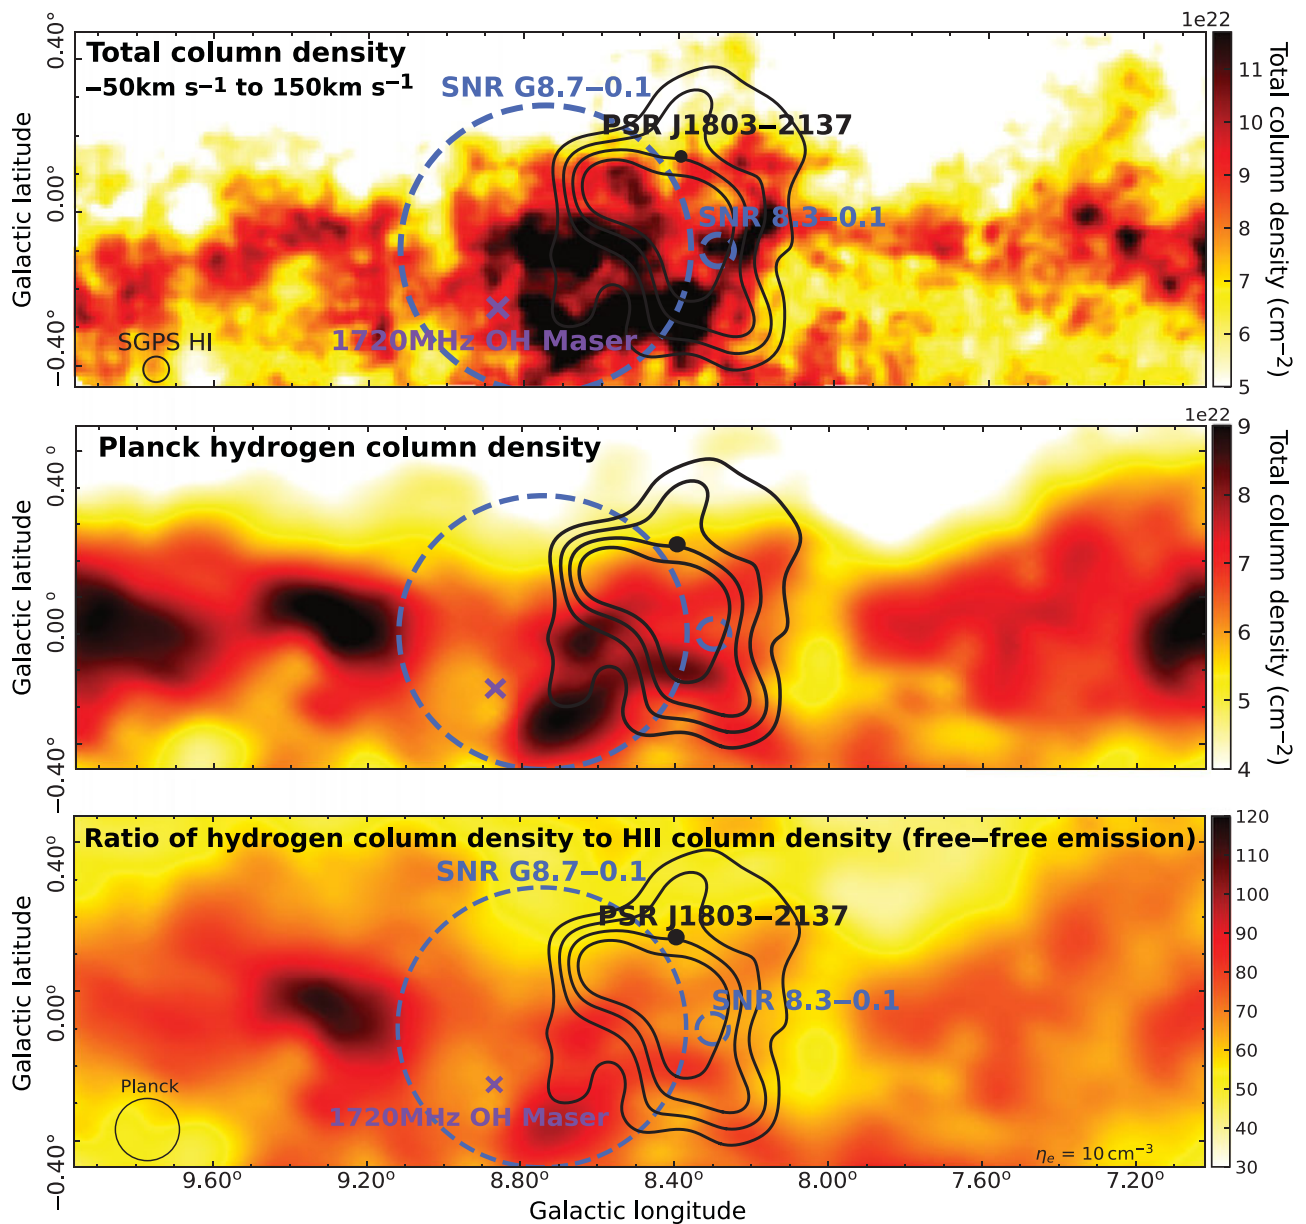 1e22
Total column density
−50km s−1 to 150km s−1
SNR G8.7−0.1
PSR J1803−2137
SNR 8.3−0.1
1720MHz OH Maser
SGPS HI
Galactic latitude
0.40°
0.00°
−0.40°
11
10
9
8
7
6
5
Total column density (cm−2)
1e22
Planck hydrogen column density
Galactic latitude
0.40°
0.00°
−0.40°
9
8
7
6
5
4
Total column density (cm−2)
Ratio of hydrogen column density to HII column density (free−free emission)
SNR G8.7−0.1
PSR J1803−2137
SNR 8.3−0.1
1720MHz OH Maser
Planck
ηe = 10 cm−3
Galactic latitude
0.40°
0.00°
−0.40°
120
110
100
90
80
70
60
50
40
30
9.60° 9.20° 8.80° 8.40° 8.00° 7.60° 7.20°
Galactic longitude